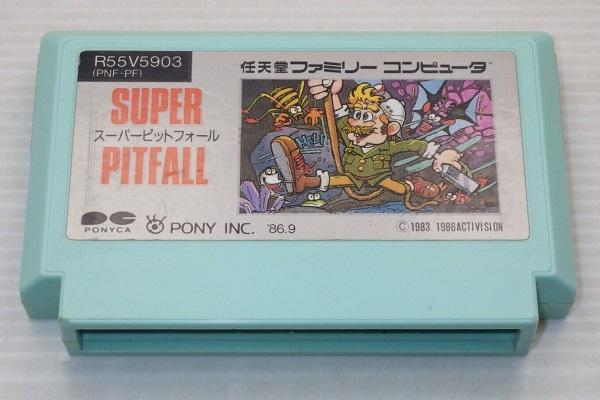 R55V5903
(PNF-PF)
任天堂 ファミリー コンピュータ™
SUPER
スーパーピットフォール
PITFALL
HELP!
PONYCA
PONY INC. '86.9
© 1983. 1986 ACTIVISION